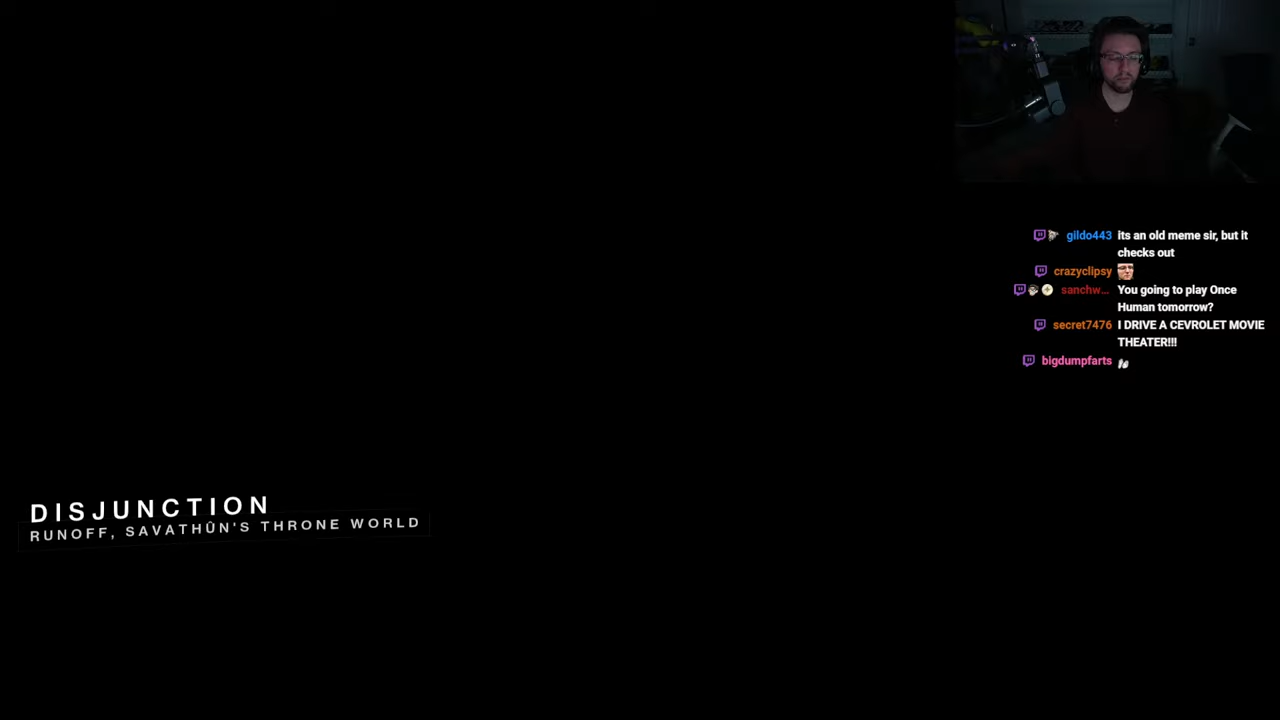 gildo443 its an old meme sir, but it
checks out
crazyclipsy
sanchw... You going to play Once
Human tomorrow?
secret7476 I DRIVE A CEVROLET MOVIE
THEATER!!!
bigdumpfarts
DISJUNCTION
RUNOFF, SAVATHÛN'S THRONE WORLD